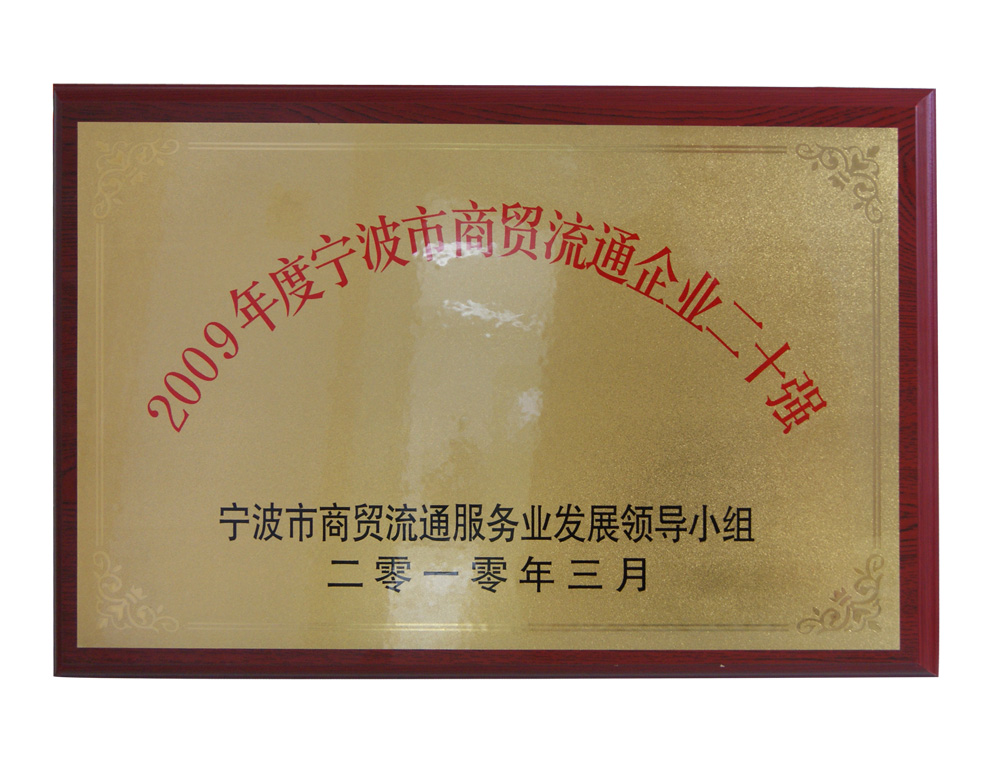 2009年度宁波市商贸流通企业二十强
宁波市商贸流通服务业发展领导小组
二零一零年三月